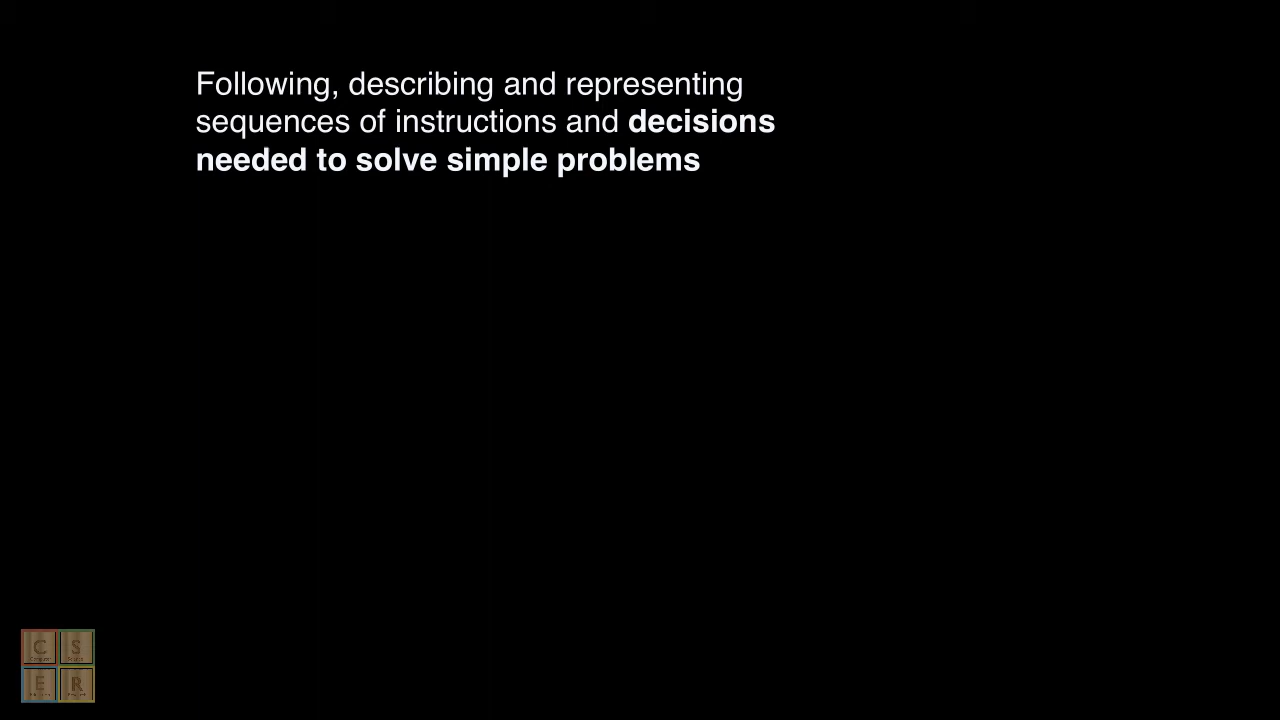 Following, describing and representing
sequences of instructions and decisions
needed to solve simple problems
C S
E R